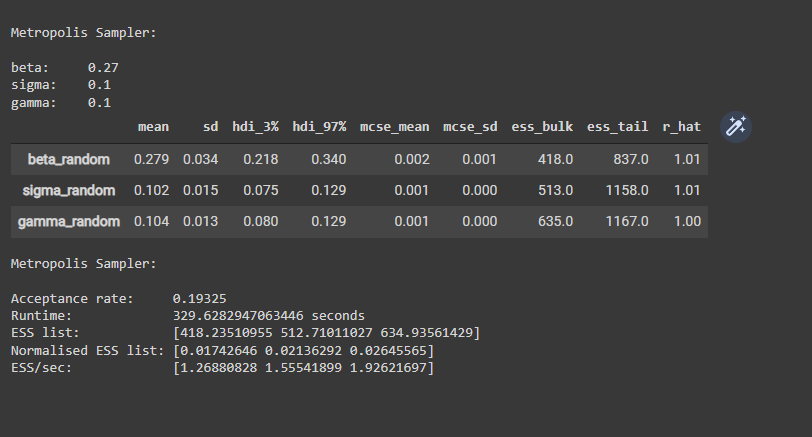 Metropolis Sampler:
beta: 0.27
sigma: 0.1
gamma: 0.1
mean sd hdi_3% hdi_97% mcse_mean mcse_sd ess_bulk ess_tail r_hat
beta_random 0.279 0.034 0.218 0.340 0.002 0.001 418.0 837.0 1.01
sigma_random 0.102 0.015 0.075 0.129 0.001 0.000 513.0 1158.0 1.01
gamma_random 0.104 0.013 0.080 0.129 0.001 0.000 635.0 1167.0 1.00
Metropolis Sampler:
Acceptance rate: 0.19325
Runtime: 329.6282947063446 seconds
ESS list: [418.23510955 512.71011027 634.93561429]
Normalised ESS list: [0.01742646 0.02136292 0.02645565]
ESS/sec: [1.26880828 1.55541899 1.92621697]